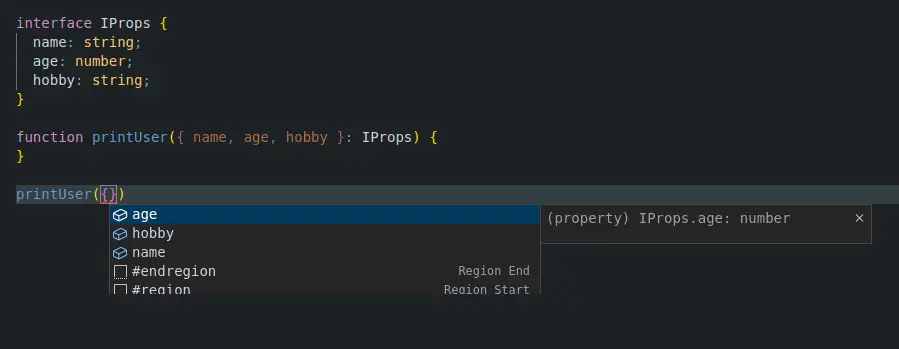 interface IProps {
name: string;
age: number;
hobby: string;
}
function printUser({ name, age, hobby }: IProps) {
}
printUser({})
age
(property) IProps.age: number ×
hobby
name
#endregion Region End
#region Region Start